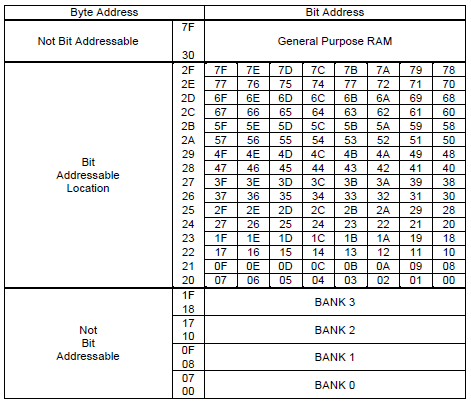 Byte Address Bit Address
7F
Not Bit Addressable General Purpose RAM
30
2F 7F 7E 7D 7C 7B 7A 79 78
2E 77 76 75 74 77 72 71 70
2D 6F 6E 6D 6C 6B 6A 69 68
2C 67 66 65 64 63 62 61 60
2B 5F 5E 5D 5C 5B 5A 59 58
2A 57 56 55 54 53 52 51 50
29 4F 4E 4D 4C 4B 4A 49 48
Bit
28 47 46 45 44 43 42 41 40
Addressable
27 3F 3E 3D 3C 3B 3A 39 38
Location
26 37 36 35 34 33 32 31 30
25 2F 2E 2D 2C 2B 2A 29 28
24 27 26 25 24 23 22 21 20
23 1F 1E 1D 1C 1B 1A 19 18
22 17 16 15 14 13 12 11 10
21 0F 0E 0D 0C 0B 0A 09 08
20 07 06 05 04 03 02 01 00
1F
BANK 3
18
17
Not BANK 2
10
Bit
0F
Addressable BANK 1
08
07
BANK 0
00